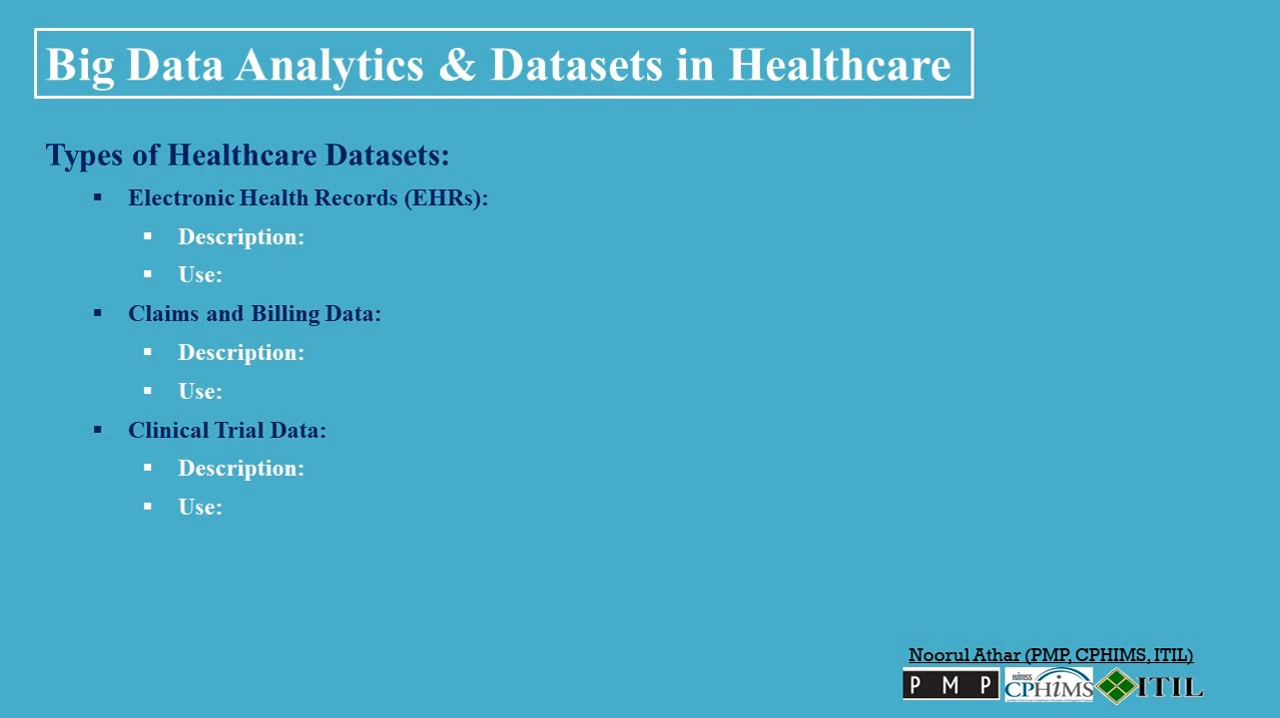 Big Data Analytics & Datasets in Healthcare
Types of Healthcare Datasets:
▪ Electronic Health Records (EHRs):
▪ Description:
▪ Use:
▪ Claims and Billing Data:
▪ Description:
▪ Use:
▪ Clinical Trial Data:
▪ Description:
▪ Use:
Noorul Athar (PMP, CPHIMS, ITIL)
PMP
himss
CPHIMS
ITIL